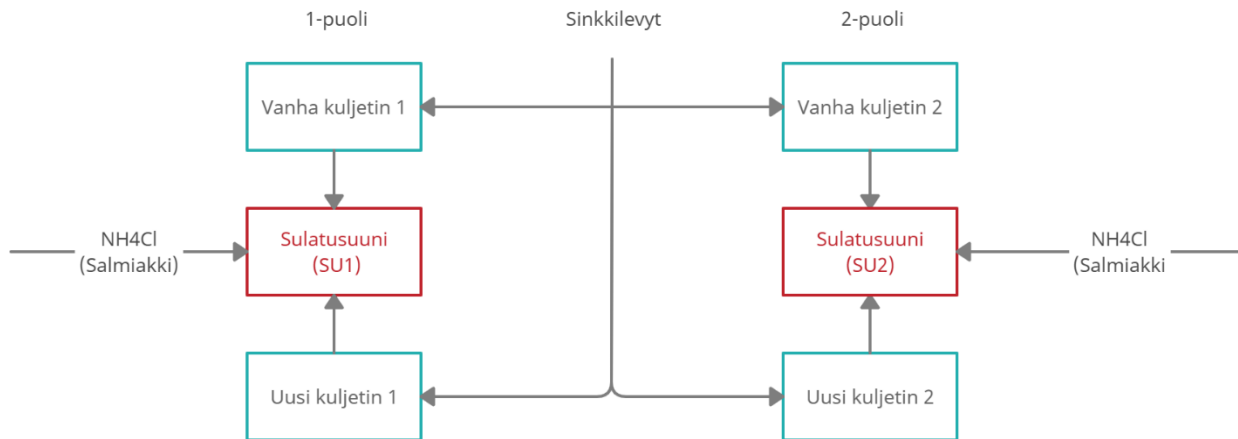 1-puoli
Sinkkilevyt
2-puoli
Vanha kuljetin 1
Vanha kuljetin 2
NH4Cl
(Salmiakki)
Sulatusuuni
(SU1)
Sulatusuuni
(SU2)
NH4Cl
(Salmiakki
Uusi kuljetin 1
Uusi kuljetin 2